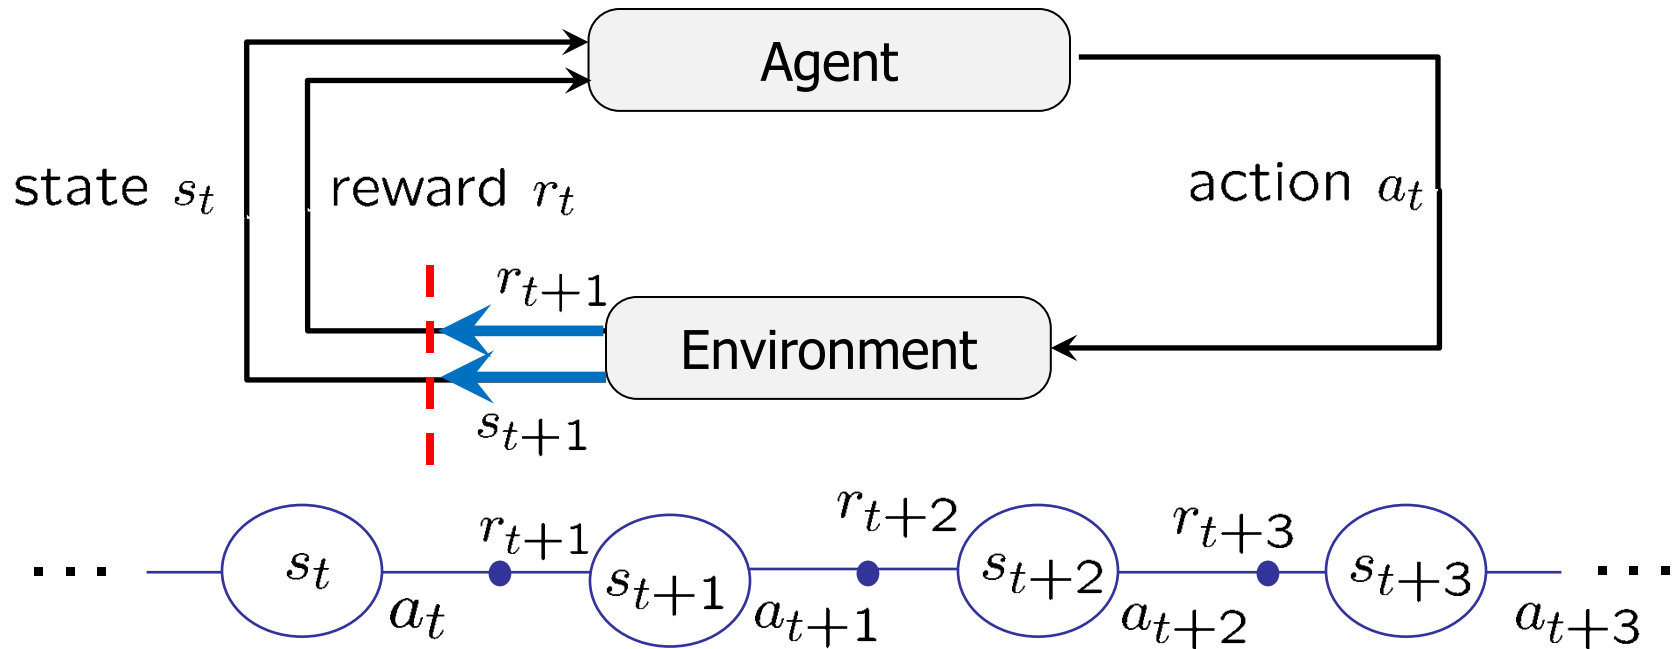 Agent
state s_t
reward r_t
action a_t
r_{t+1}
Environment
s_{t+1}
r_{t+1} r_{t+2} r_{t+3}
... s_t s_{t+1} s_{t+2} s_{t+3} ...
a_t a_{t+1} a_{t+2} a_{t+3}